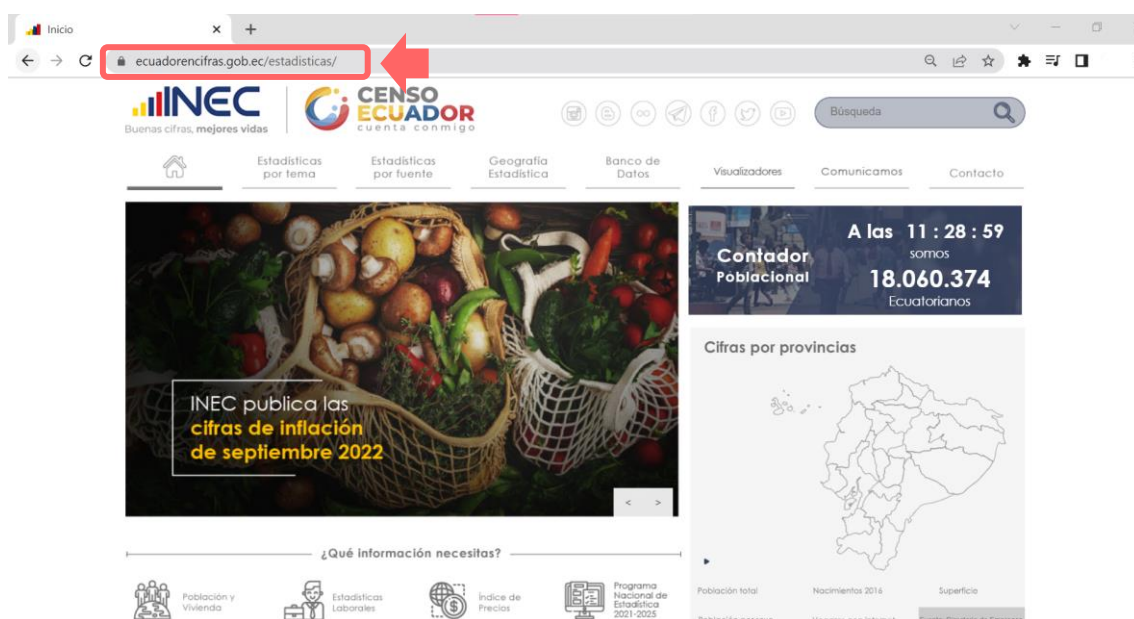 Inicio
ecuadorencifras.gob.ec/estadisticas/
INEC
Buenas cifras, mejores vidas
CENSO
ECUADOR
cuenta conmigo
Búsqueda
Estadísticas
por tema
Estadísticas
por fuente
Geografía
Estadística
Banco de
Datos
Visualizadores
Comunicamos
Contacto
INEC publica las
cifras de inflación
de septiembre 2022
< >
Contador
Poblacional
A las 11 : 28 : 59
somos
18.060.374
Ecuatorianos
Cifras por provincias
¿Qué información necesitas?
Población y
Vivienda
Estadísticas
Laborales
Índice de
Precios
Programa
Nacional de
Estadística
2021-2025
Población total
Nacimientos 2016
Superficie